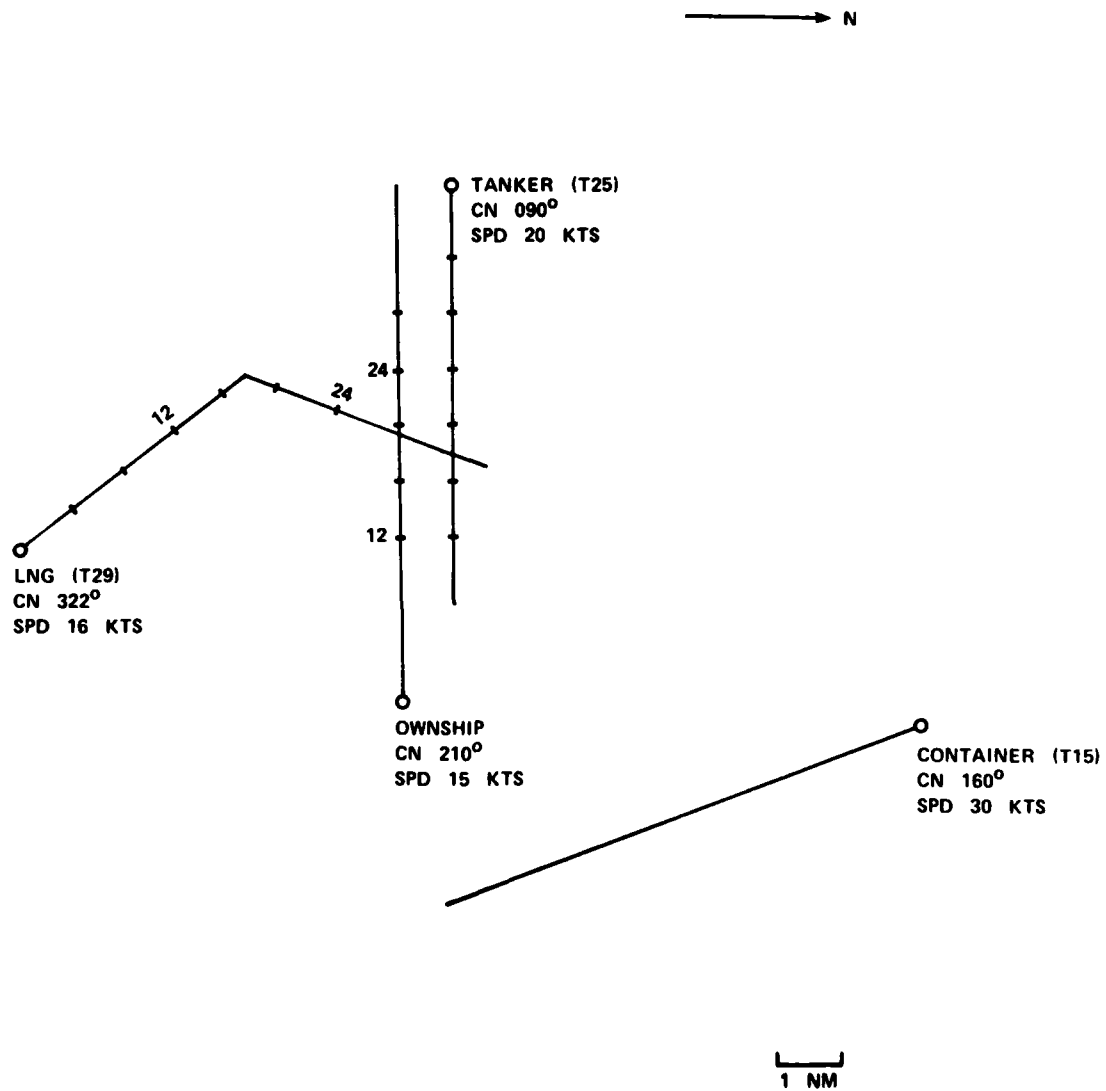 N
TANKER (T25)
CN 090°
SPD 20 KTS
24
24
12
12
LNG (T29)
CN 322°
SPD 16 KTS
OWNSHIP
CN 210°
SPD 15 KTS
CONTAINER (T15)
CN 160°
SPD 30 KTS
1 NM